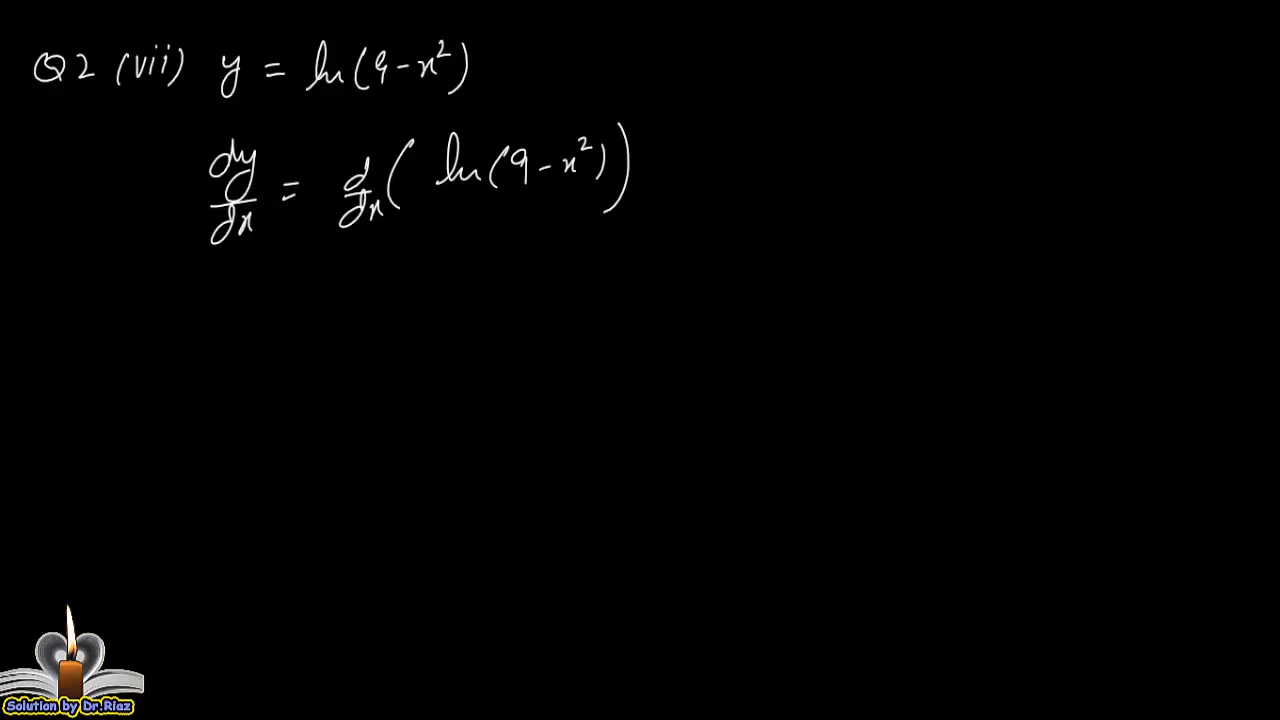 Q2 (vii) y = ln(9-x²)
dy/dx = d/dx( ln(9-x²))
Solution by Dr.Riaz